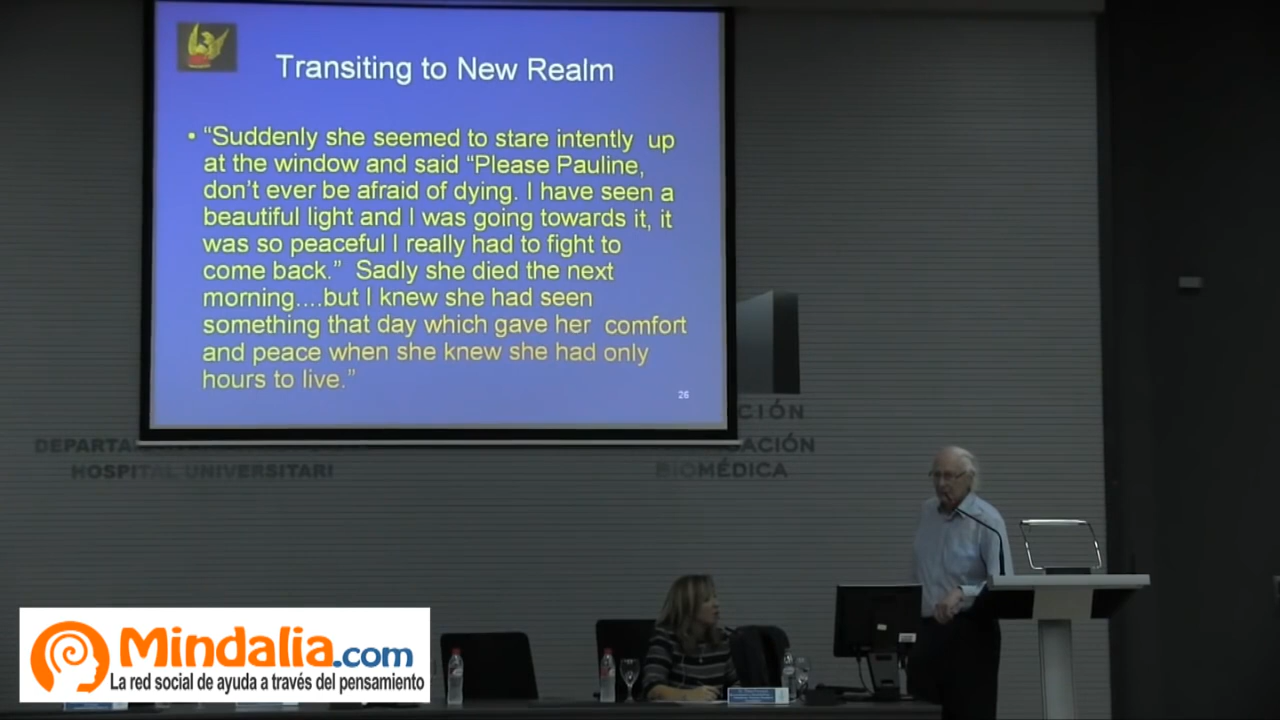 Transiting to New Realm
• “Suddenly she seemed to stare intently up
at the window and said “Please Pauline,
don’t ever be afraid of dying. I have seen a
beautiful light and I was going towards it, it
was so peaceful I really had to fight to
come back.” Sadly she died the next
morning....but I knew she had seen
something that day which gave her comfort
and peace when she knew she had only
hours to live.”
26
CIÓN
DEPARTA
HOSPITAL UNIVERSITARI
CACIÓN
BIOMÉDICA
Mindalia.com
La red social de ayuda a través del pensamiento